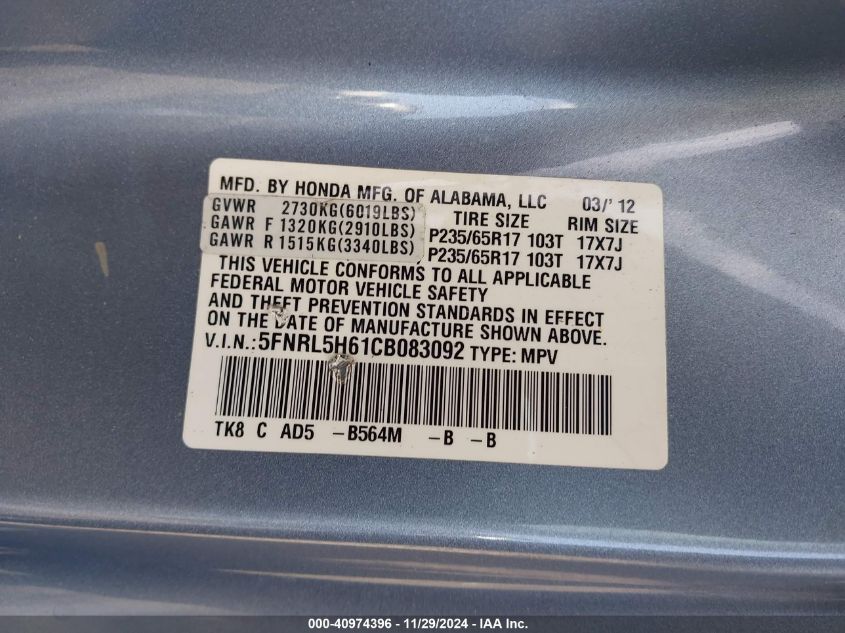 MFD. BY HONDA MFG. OF ALABAMA, LLC 03/'12
GVWR 2730KG(6019LBS) TIRE SIZE RIM SIZE
GAWR F 1320KG(2910LBS) P235/65R17 103T 17X7J
GAWR R 1515KG(3340LBS) , P235/65R17 103T 17X7J
THIS VEHICLE CONFORMS TO ALL APPLICABLE
FEDERAL MOTOR VEHICLE SAFETY
AND THEFT PREVENTION STANDARDS IN EFFECT
ON THE DATE OF MANUFACTURE SHOWN ABOVE.
V.I.N.:5FNRL5H61CB083092 TYPE: MPV
TK8 C AD5 -B564M -B -B
000-40974396 - 11/29/2024 - IAA Inc.